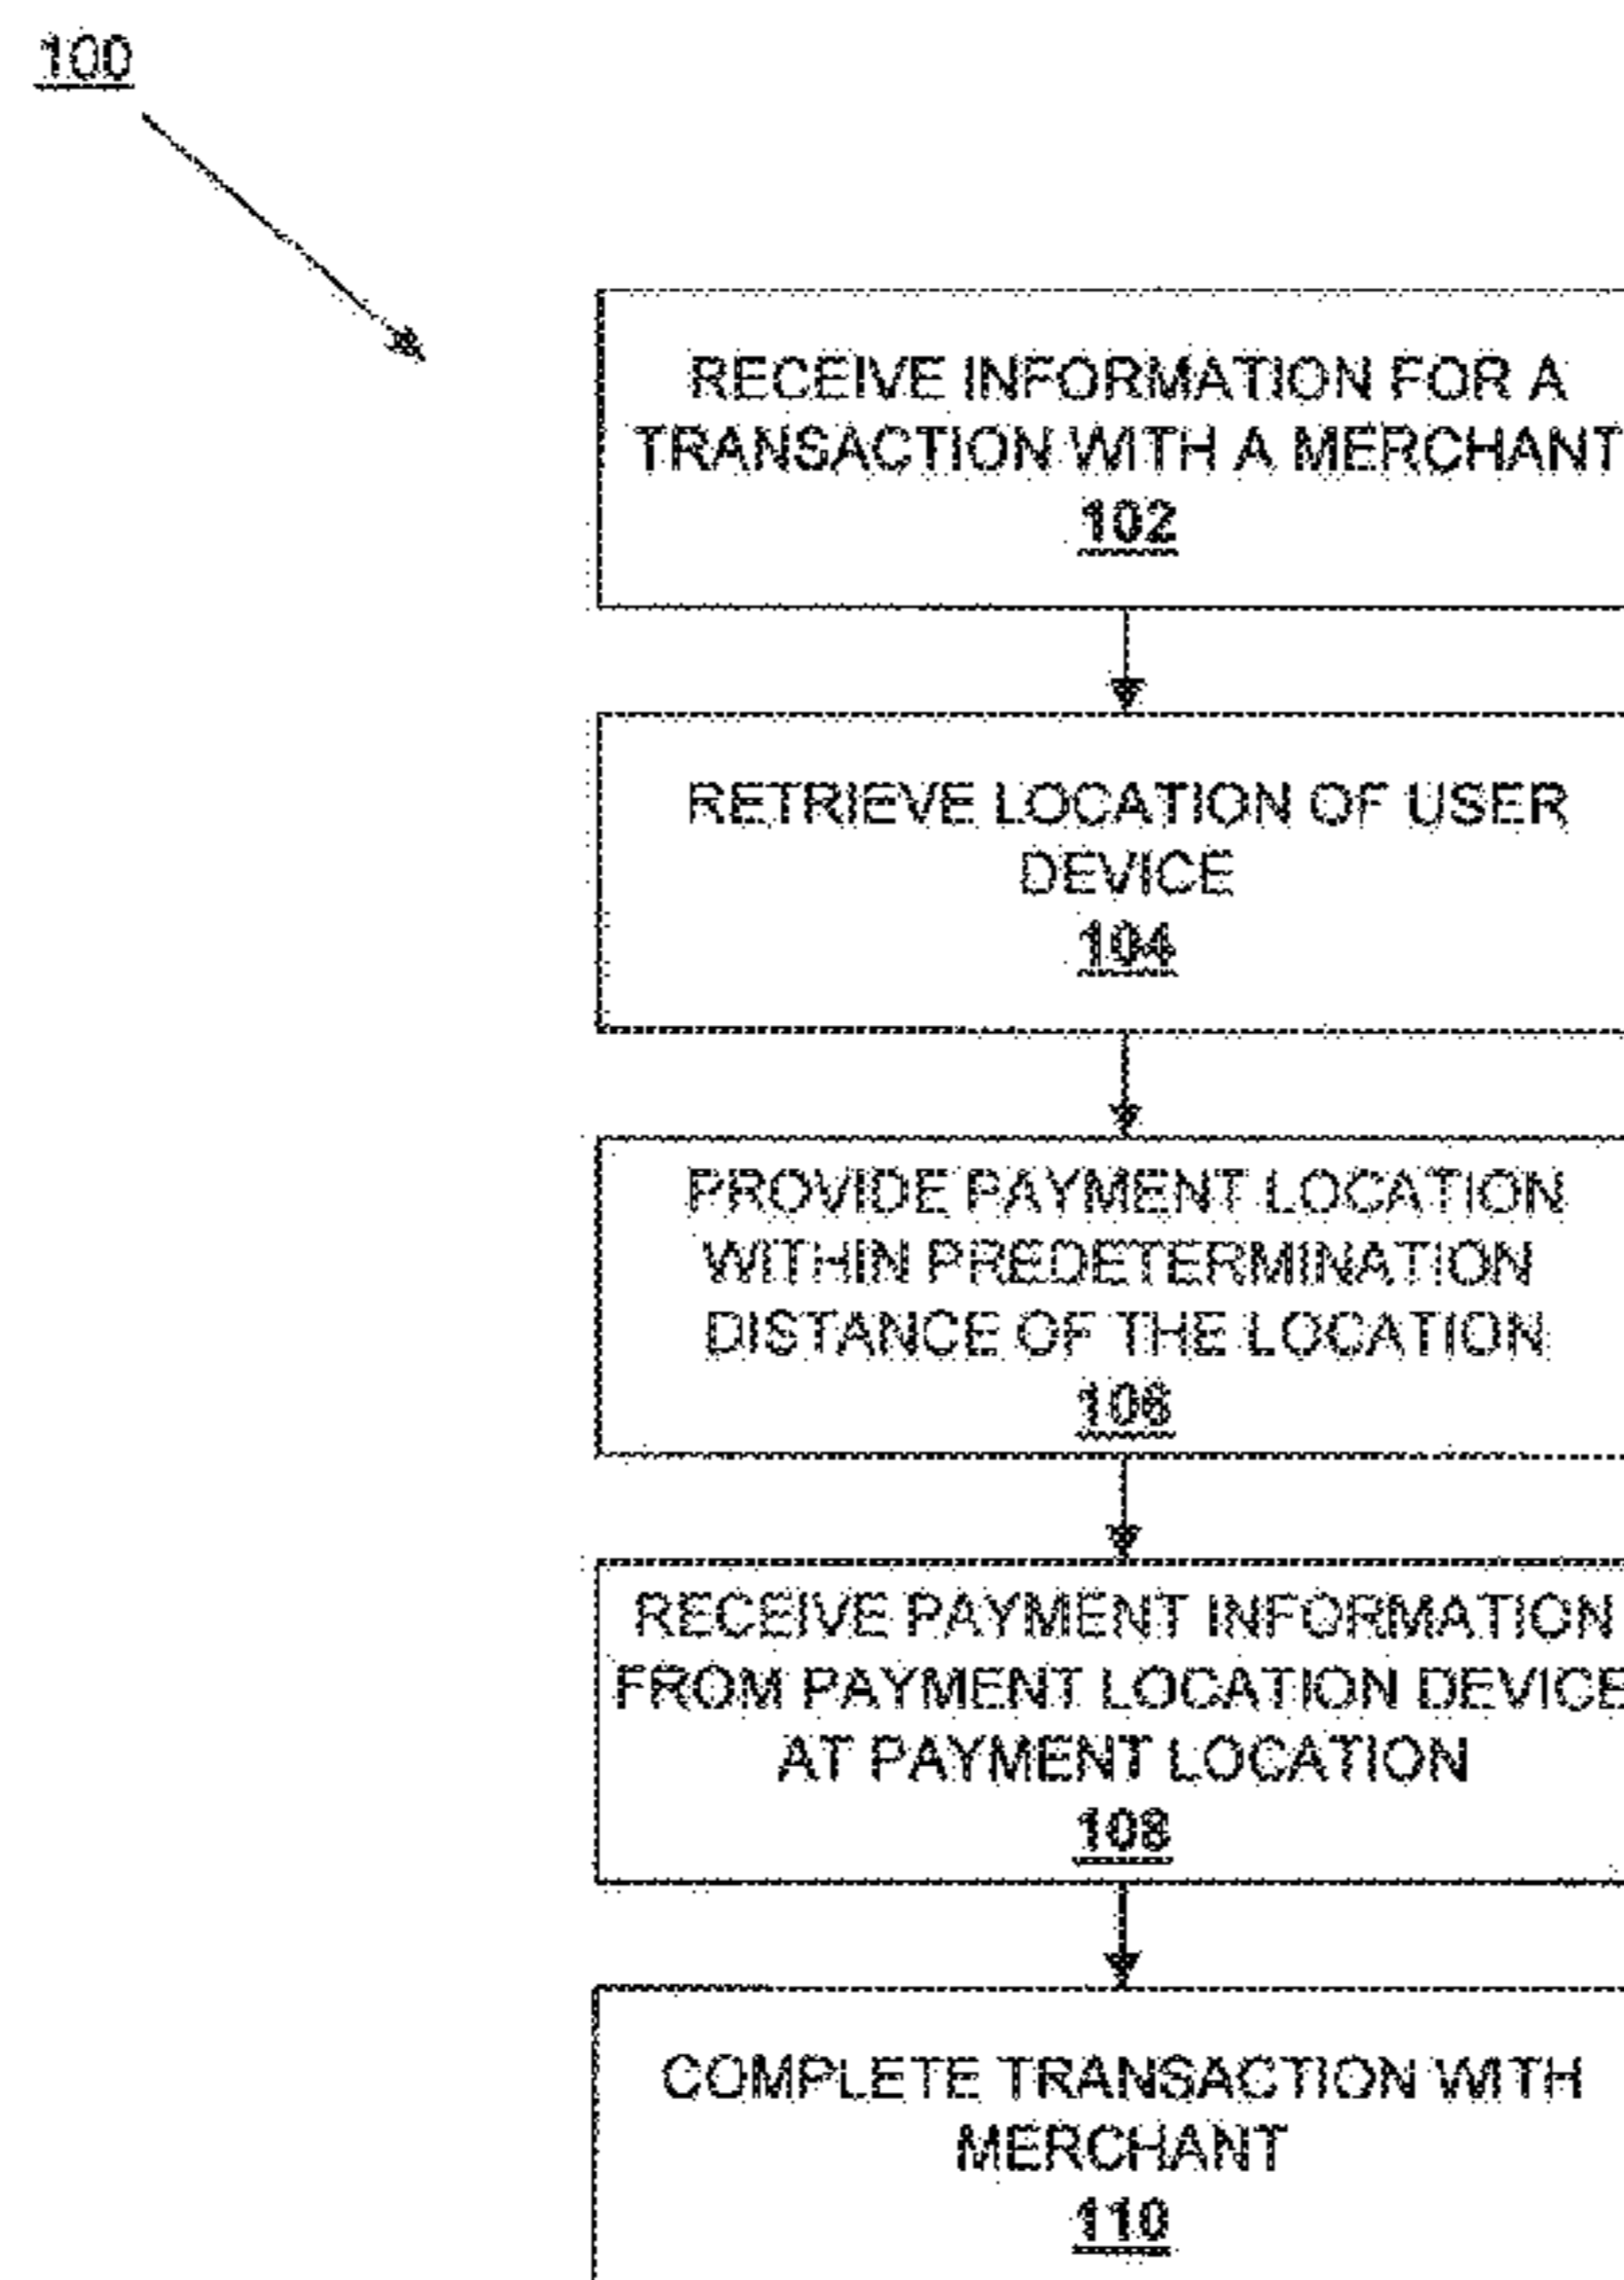 100
RECEIVE INFORMATION FOR A
TRANSACTION WITH A MERCHANT
102
RETRIEVE LOCATION OF USER
DEVICE
104
PROVIDE PAYMENT LOCATION
WITHIN PREDETERMINATION
DISTANCE OF THE LOCATION
106
RECEIVE PAYMENT INFORMATION
FROM PAYMENT LOCATION DEVICE
AT PAYMENT LOCATION
108
COMPLETE TRANSACTION WITH
MERCHANT
110